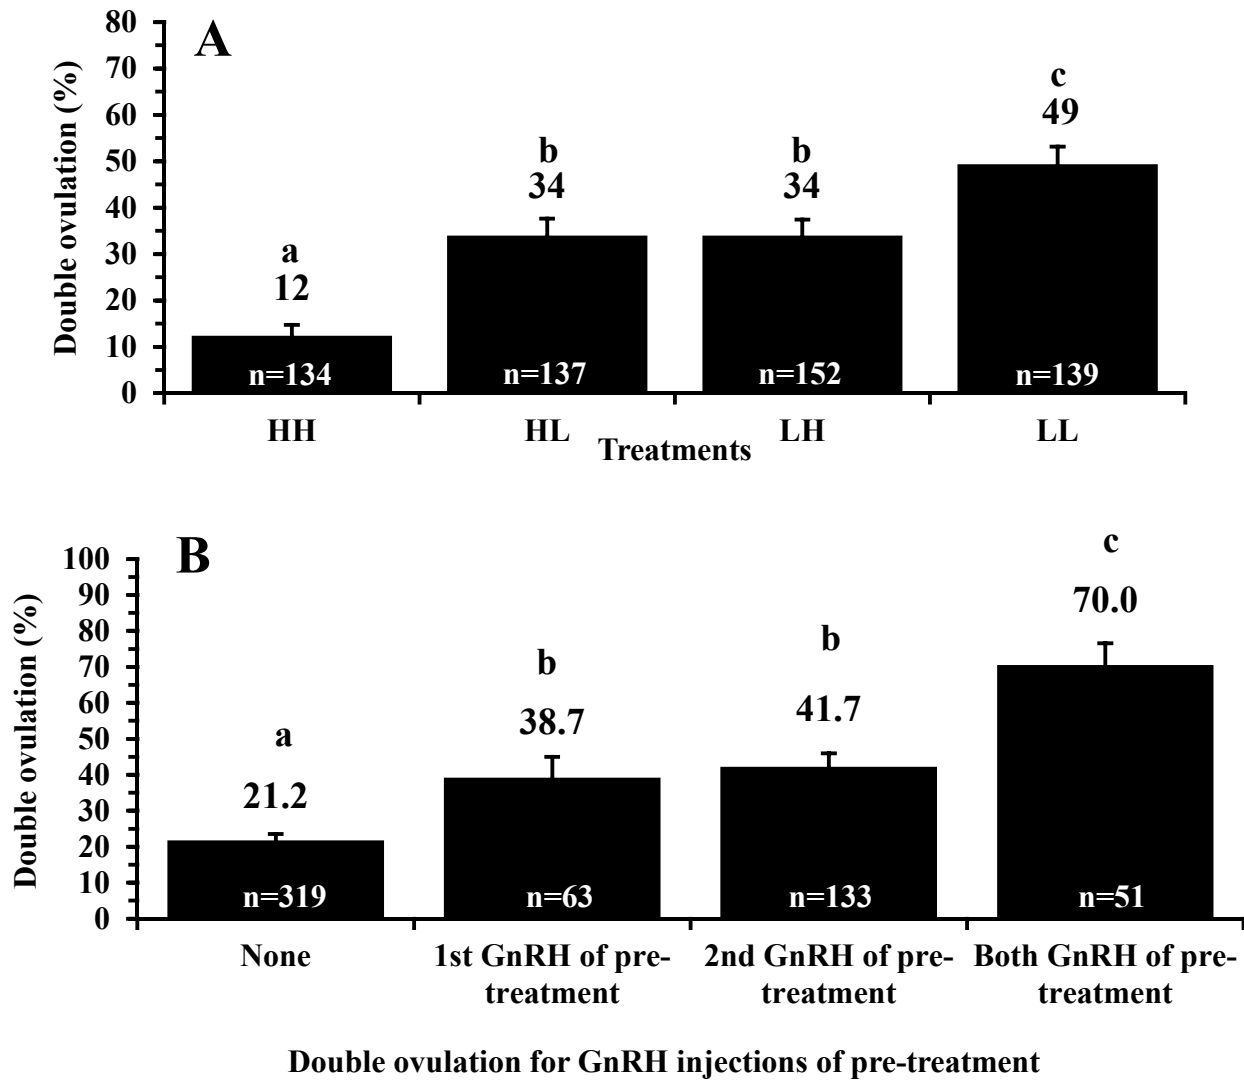 A
Double ovulation (%)
80
70
60
50
40
30
20
10
0
a
12
n=134
b
34
n=137
b
34
n=152
c
49
n=139
HH
HL
LH
LL
Treatments
B
Double ovulation (%)
100
90
80
70
60
50
40
30
20
10
0
a
21.2
n=319
b
38.7
n=63
b
41.7
n=133
c
70.0
n=51
None
1st GnRH of pre-
treatment
2nd GnRH of pre-
treatment
Both GnRH of pre-
treatment
Double ovulation for GnRH injections of pre-treatment